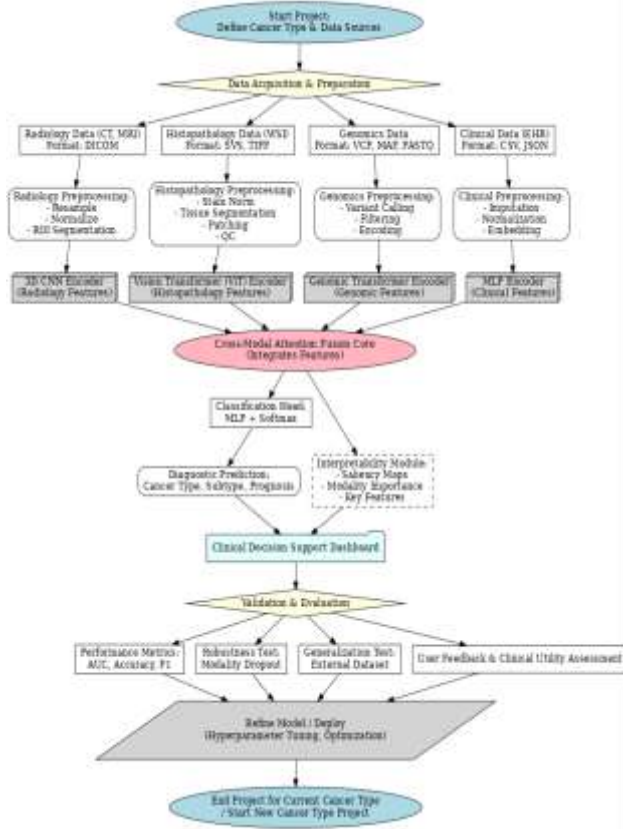 Start Project:
Define Cancer Type & Data Sources
Data Acquisition & Preparation
Radiology Data (CT, MRI)
Format: DICOM
Histopathology Data (WSI)
Format: SVS, TIFF
Genomics Data
Format: VCF, MAF, FASTQ
Clinical Data (EHR)
Format: CSV, JSON
Radiology Preprocessing:
- Resample
- Normalize
- ROI Segmentation
Histopathology Preprocessing:
- Stain Norm
- Tissue Segmentation
- Patching
- QC
Genomics Preprocessing:
- Variant Calling
- Filtering
- Encoding
Clinical Preprocessing:
- Imputation
- Normalization
- Embedding
3D CNN Encoder
(Radiology Features)
Vision Transformer (ViT) Encoder
(Histopathology Features)
Genomic Transformer Encoder
(Genomic Features)
MLP Encoder
(Clinical Features)
Cross-Modal Attention Fusion Core
(Integrates Features)
Classification Head:
MLP + Softmax
Diagnostic Prediction:
Cancer Type, Subtype, Prognosis
Interpretability Module:
- Saliency Maps
- Modality Importance
- Key Features
Clinical Decision Support Dashboard
Validation & Evaluation
Performance Metrics:
AUC, Accuracy, F1
Robustness Test:
Modality Dropout
Generalization Test:
External Dataset
User Feedback & Clinical Utility Assessment
Refine Model / Deploy
(Hyperparameter Tuning, Optimization)
End Project for Current Cancer Type
/ Start New Cancer Type Project